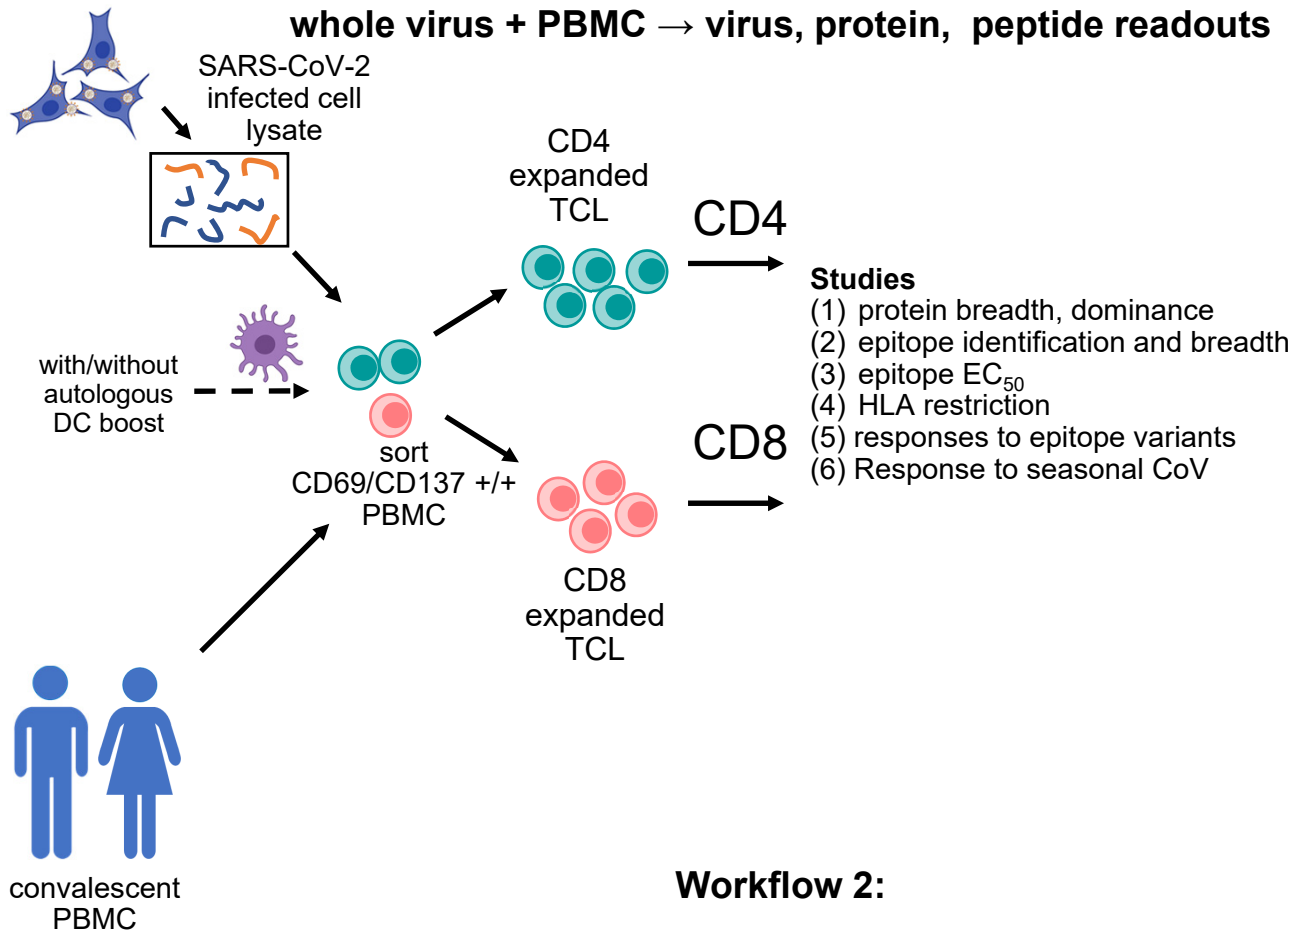 whole virus + PBMC → virus, protein, peptide readouts
SARS-CoV-2
infected cell
lysate
CD4
expanded
TCL
CD4
with/without
autologous
DC boost
sort
CD69/CD137 +/+
PBMC
CD8
Studies
(1) protein breadth, dominance
(2) epitope identification and breadth
(3) epitope EC50
(4) HLA restriction
(5) responses to epitope variants
(6) Response to seasonal CoV
CD8
expanded
TCL
convalescent
PBMC
Workflow 2: